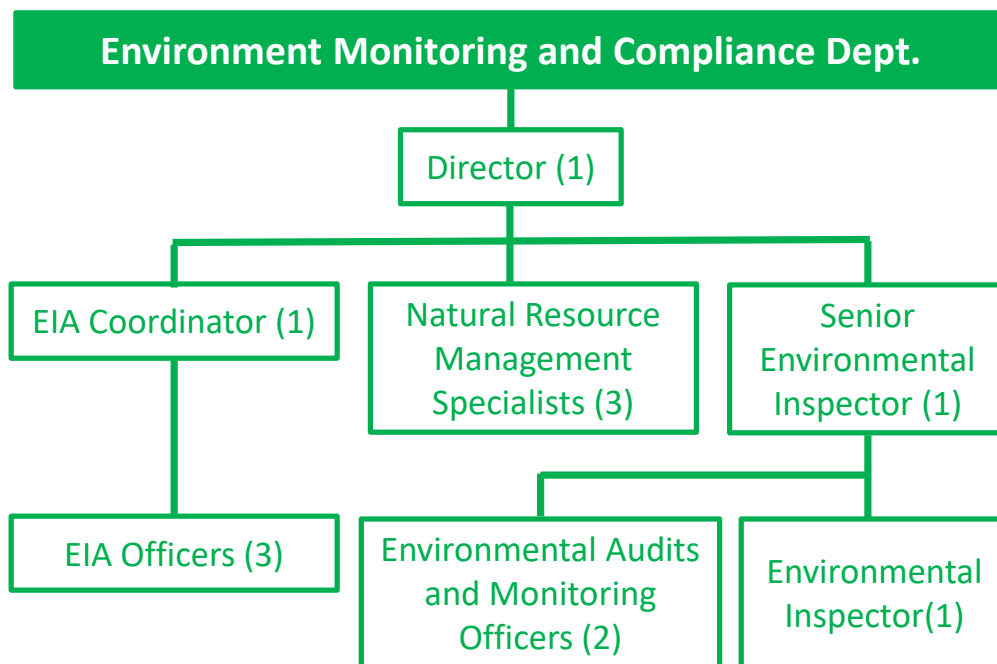 Environment Monitoring and Compliance Dept.
Director (1)
EIA Coordinator (1)
Natural Resource
Management
Specialists (3)
Senior
Environmental
Inspector (1)
EIA Officers (3)
Environmental Audits
and Monitoring
Officers (2)
Environmental
Inspector(1)